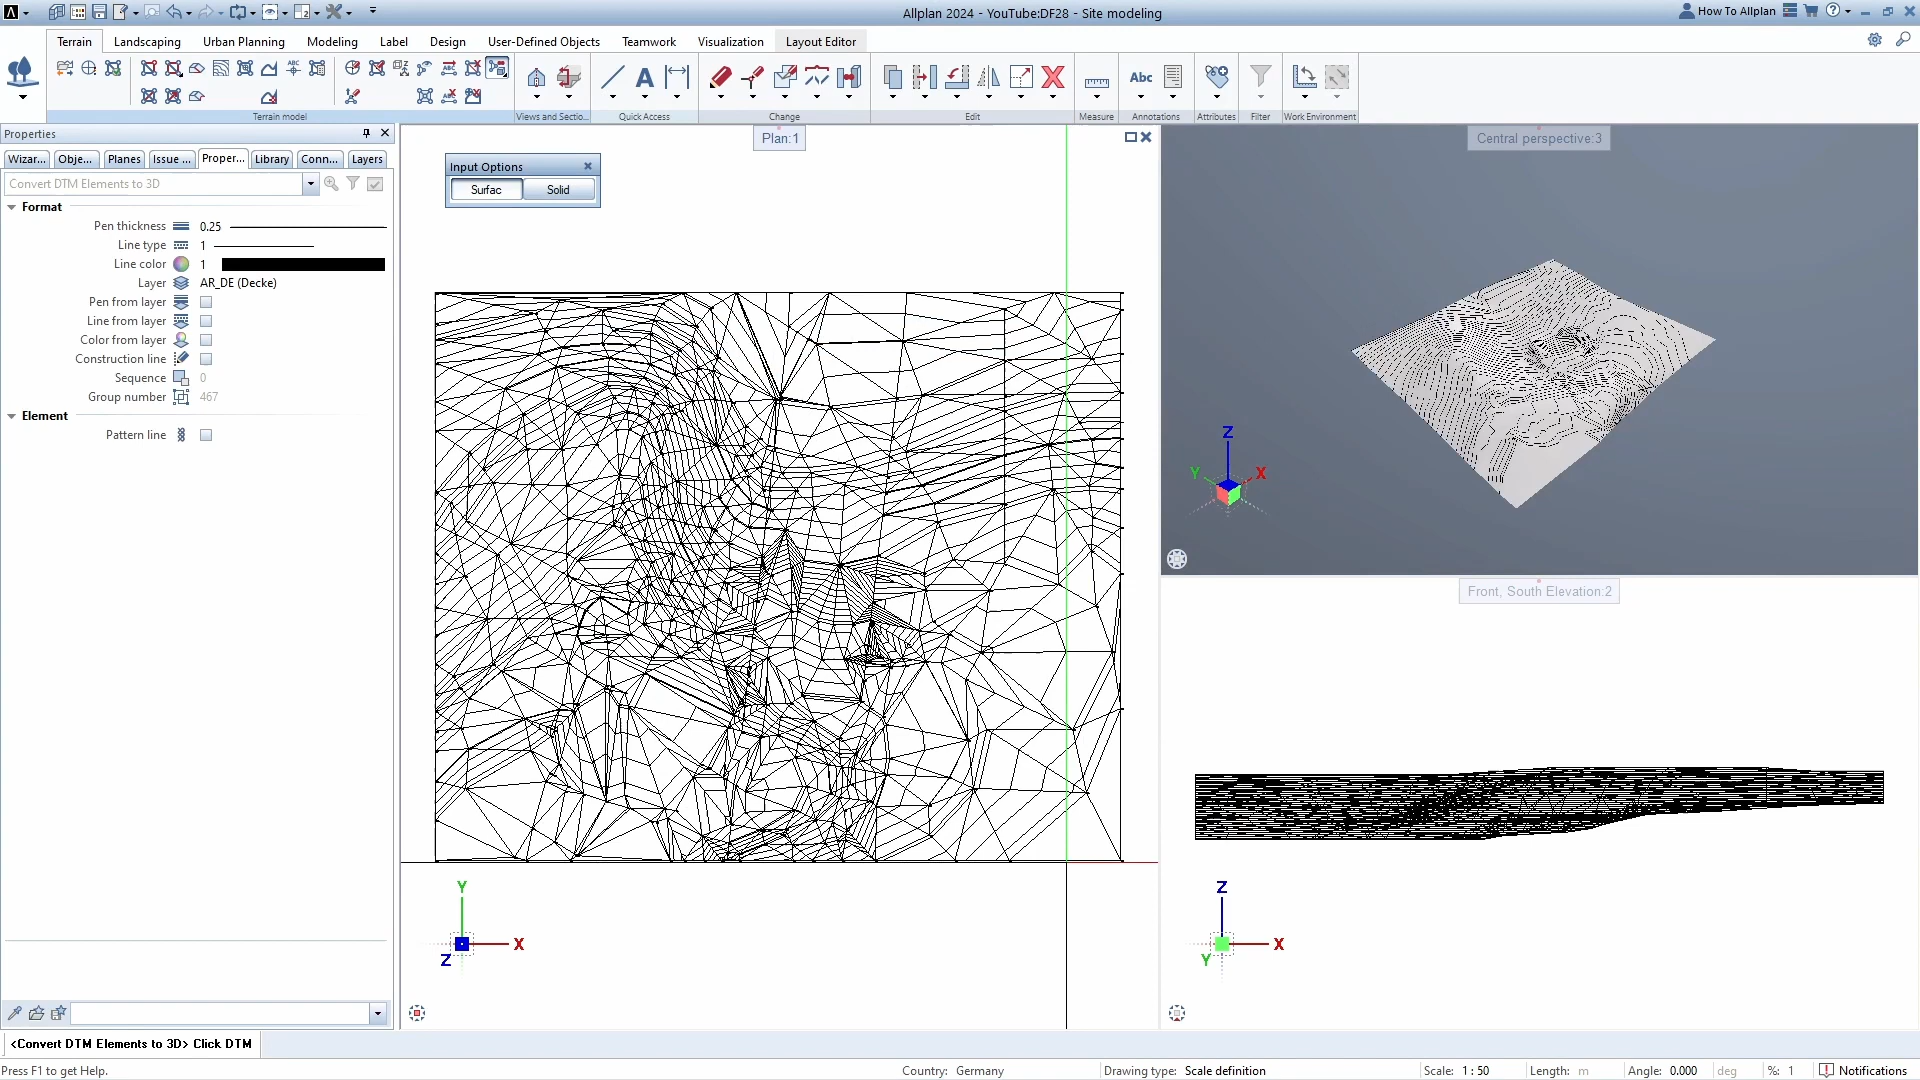 Allplan 2024 - YouTube:DF28 - Site modeling
How To Allplan
Terrain
Landscaping
Urban Planning
Modeling
Label
Design
User-Defined Objects
Teamwork
Visualization
Layout Editor
Abc
Terrain model
Views and Sectio...
Quick Access
Change
Edit
Measure
Annotations
Attributes
Filter
Work Environment
Properties
Wizar...
Obje...
Planes
Issue ...
Proper...
Library
Conn...
Layers
Convert DTM Elements to 3D
Format
Pen thickness 0.25
Line type 1
Line color 1
Layer AR_DE (Decke)
Pen from layer
Line from layer
Color from layer
Construction line
Sequence 0
Group number 467
Element
Pattern line
Plan:1
Input Options
Surfac
Solid
Y
X
Z
Central perspective:3
Z
Y
X
Front, South Elevation:2
Z
X
Y
<Convert DTM Elements to 3D> Click DTM
Press F1 to get Help.
Country: Germany
Drawing type: Scale definition
Scale: 1 : 50
Length: m
Angle: 0.000 deg
%: 1
Notifications